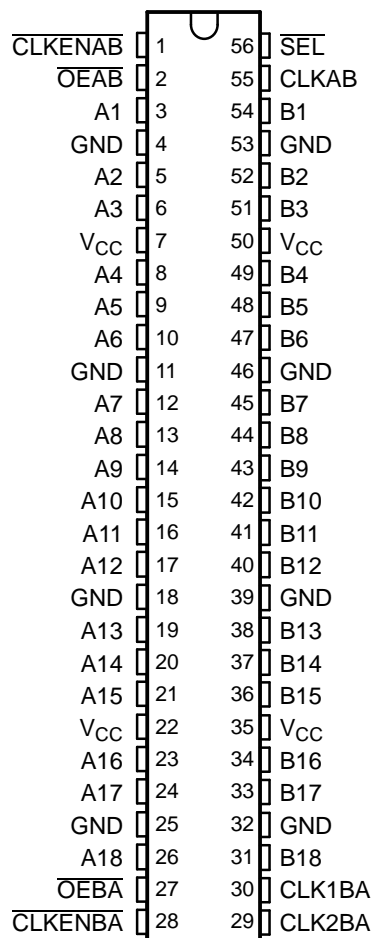 CLKENAB 1 56 SEL
OEAB 2 55 CLKAB
A1 3 54 B1
GND 4 53 GND
A2 5 52 B2
A3 6 51 B3
VCC 7 50 VCC
A4 8 49 B4
A5 9 48 B5
A6 10 47 B6
GND 11 46 GND
A7 12 45 B7
A8 13 44 B8
A9 14 43 B9
A10 15 42 B10
A11 16 41 B11
A12 17 40 B12
GND 18 39 GND
A13 19 38 B13
A14 20 37 B14
A15 21 36 B15
VCC 22 35 VCC
A16 23 34 B16
A17 24 33 B17
GND 25 32 GND
A18 26 31 B18
OEBA 27 30 CLK1BA
CLKENBA 28 29 CLK2BA